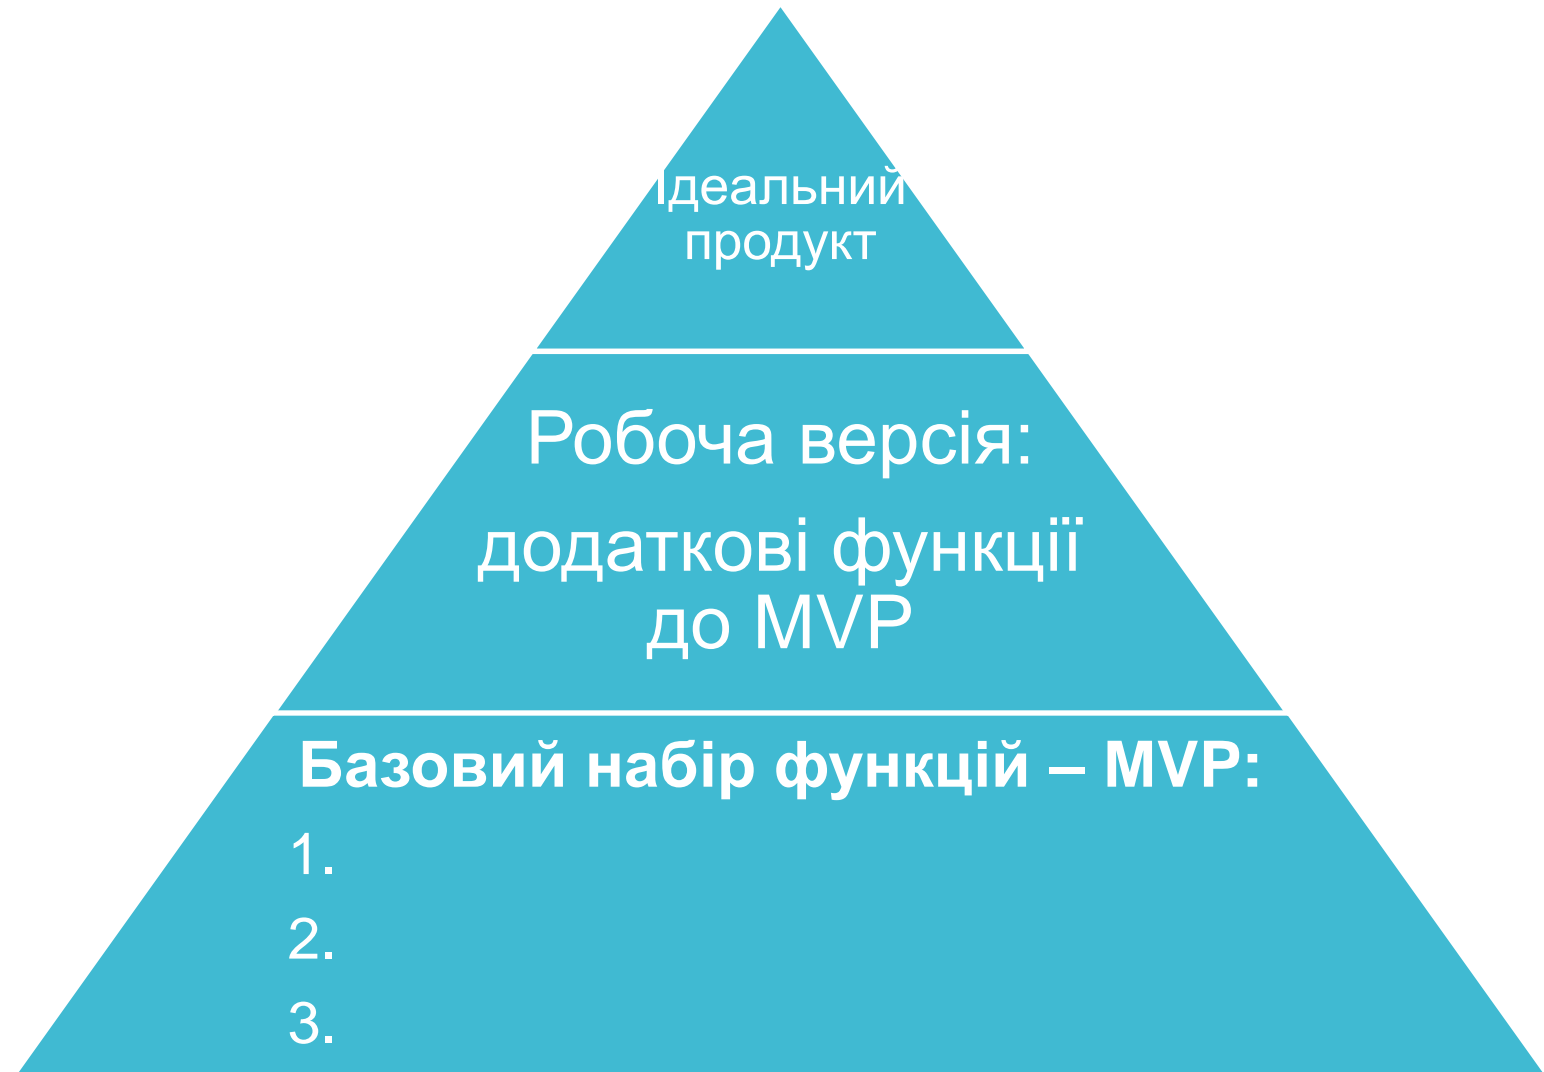 Ідеальний
продукт
Робоча версія:
додаткові функції
до MVP
Базовий набір функцій – MVP:
1.
2.
3.